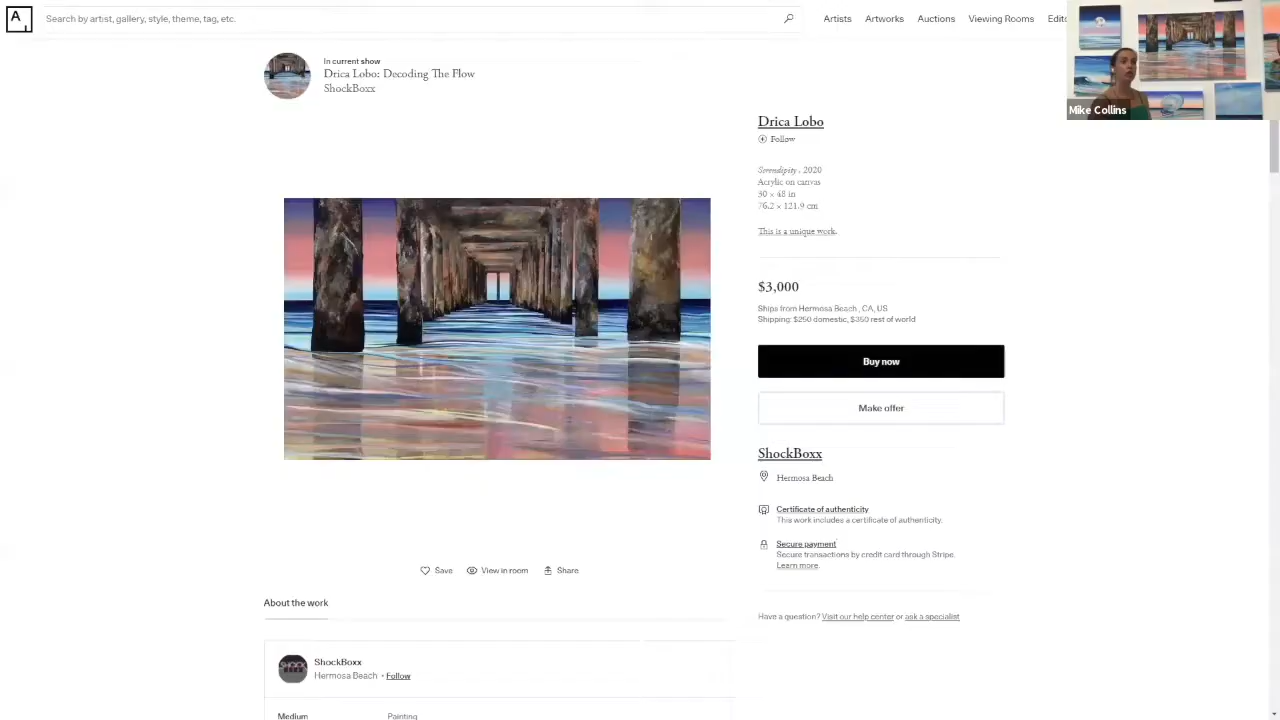 A
Search by artist, gallery, style, theme, tag, etc.
Artists Artworks Auctions Viewing Rooms Edito
Mike Collins
In current show
Drica Lobo: Decoding The Flow
ShockBoxx
Drica Lobo
Follow
Serendipity , 2020
Acrylic on canvas
30 × 48 in
76.2 × 121.9 cm
This is a unique work.
$3,000
Ships from Hermosa Beach , CA, US
Shipping: $250 domestic, $350 rest of world
Buy now
Make offer
ShockBoxx
Hermosa Beach
Certificate of authenticity
This work includes a certificate of authenticity.
Secure payment
Secure transactions by credit card through Stripe.
Learn more.
Have a question? Visit our help center or ask a specialist
Save View in room Share
About the work
ShockBoxx
Hermosa Beach • Follow
Medium Painting